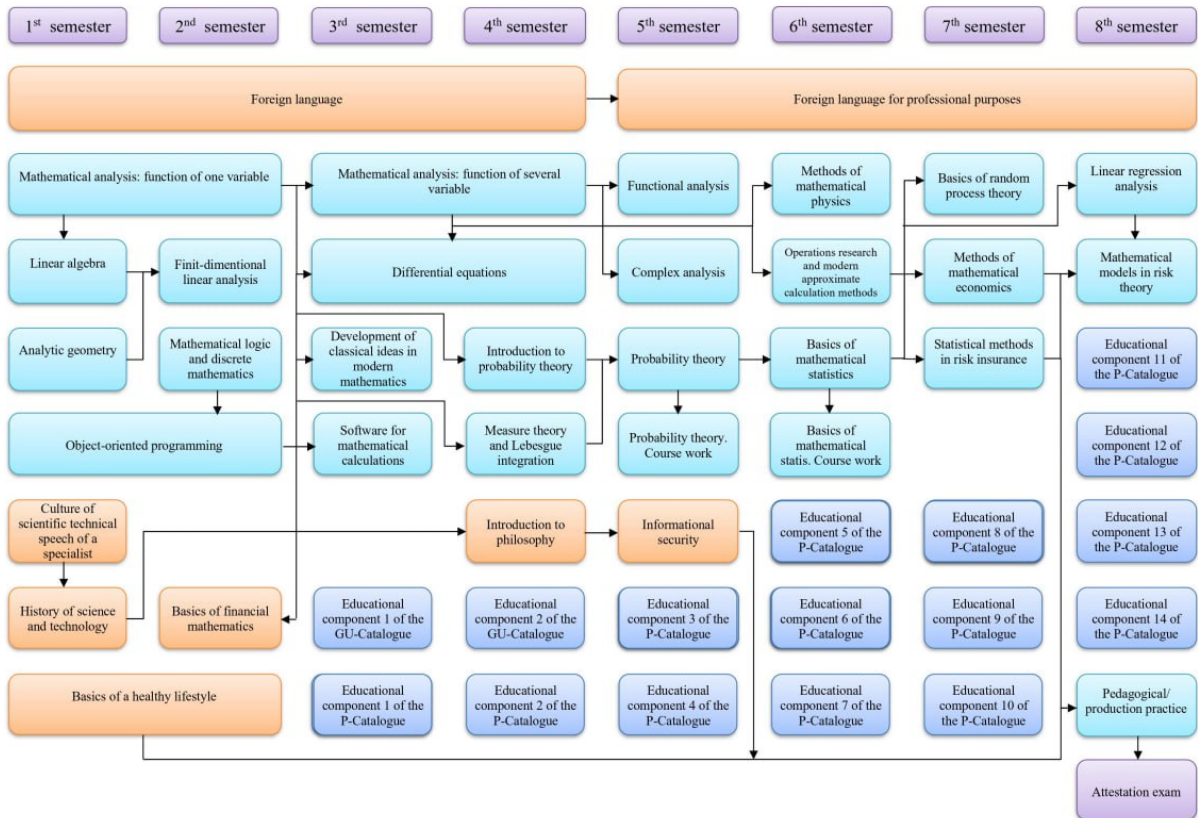 1st semester
2nd semester
3rd semester
4th semester
5th semester
6th semester
7th semester
8th semester
Foreign language
Foreign language for professional purposes
Mathematical analysis: function of one variable
Mathematical analysis: function of several
variable
Functional analysis
Methods of
mathematical
physics
Basics of random
process theory
Linear regression
analysis
Linear algebra
Finit-dimentional
linear analysis
Differential equations
Complex analysis
Operations research
and modern
approximate
calculation methods
Methods of
mathematical
economics
Mathematical
models in risk
theory
Analytic geometry
Mathematical logic
and discrete
mathematics
Development of
classical ideas in
modern
mathematics
Introduction to
probability theory
Probability theory
Basics of
mathematical
statistics
Statistical methods
in risk insurance
Educational
component 11 of
the P-Catalogue
Object-oriented programming
Software for
mathematical
calculations
Measure theory
and Lebesgue
integration
Probability theory.
Course work
Basics of
mathematical
statis. Course work
Educational
component 12 of
the P-Catalogue
Culture of
scientific technical
speech of a
specialist
Introduction to
philosophy
Informational
security
Educational
component 5 of the
P-Catalogue
Educational
component 8 of the
P-Catalogue
Educational
component 13 of
the P-Catalogue
History of science
and technology
Basics of financial
mathematics
Educational
component 1 of the
GU-Catalogue
Educational
component 2 of the
GU-Catalogue
Educational
component 3 of the
P-Catalogue
Educational
component 6 of the
P-Catalogue
Educational
component 9 of the
P-Catalogue
Educational
component 14 of
the P-Catalogue
Basics of a healthy lifestyle
Educational
component 1 of
the P-Catalogue
Educational
component 2 of
the P-Catalogue
Educational
component 4 of
the P-Catalogue
Educational
component 7 of
the P-Catalogue
Educational
component 10
of the P-Catalogue
Pedagogical/
production practice
Attestation exam